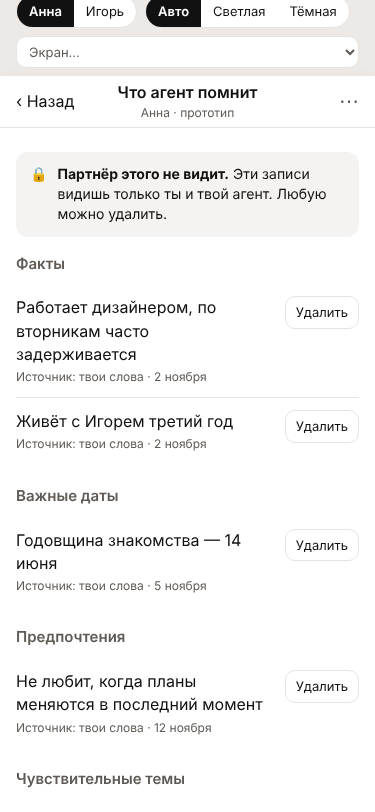 Анна Игорь Авто Светлая Тёмная
Экран...
‹ Назад
Что агент помнит
Анна · прототип
...
Партнёр этого не видит. Эти записи
видишь только ты и твой агент. Любую
можно удалить.
Факты
Работает дизайнером, по
вторникам часто
задерживается
Удалить
Источник: твои слова · 2 ноября
Живёт с Игорем третий год
Удалить
Источник: твои слова · 2 ноября
Важные даты
Годовщина знакомства — 14
июня
Удалить
Источник: твои слова · 5 ноября
Предпочтения
Не любит, когда планы
меняются в последний момент
Удалить
Источник: твои слова · 12 ноября
Чувствительные темы